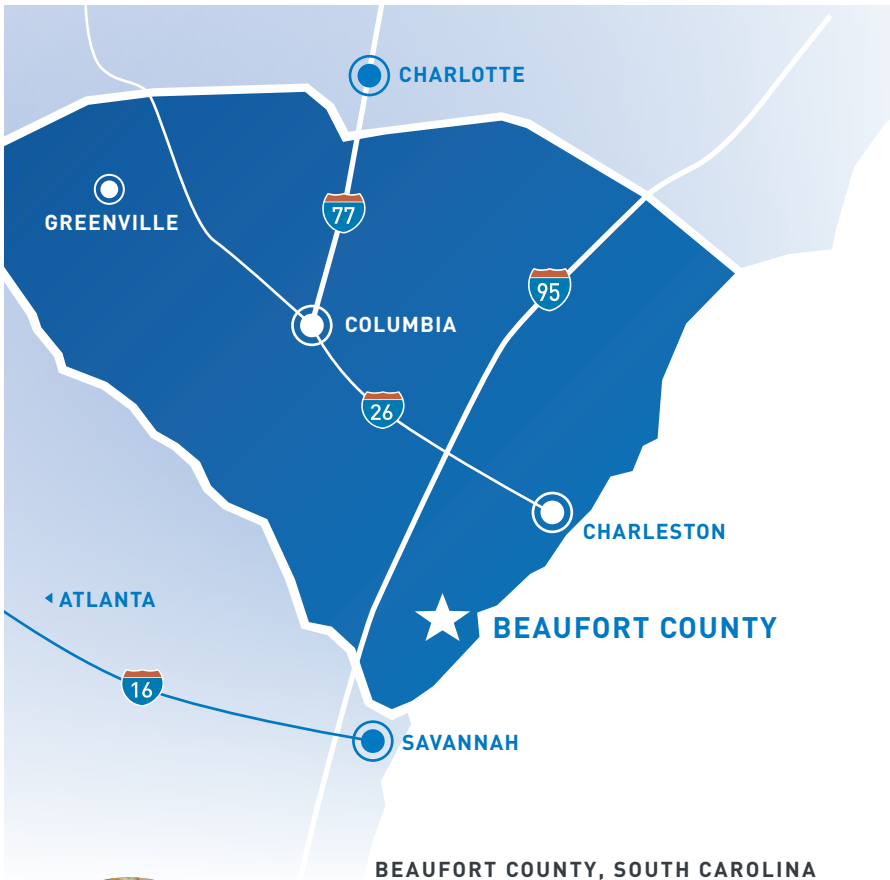 CHARLOTTE
GREENVILLE
77
95
COLUMBIA
26
CHARLESTON
ATLANTA
BEAUFORT COUNTY
16
SAVANNAH
BEAUFORT COUNTY, SOUTH CAROLINA